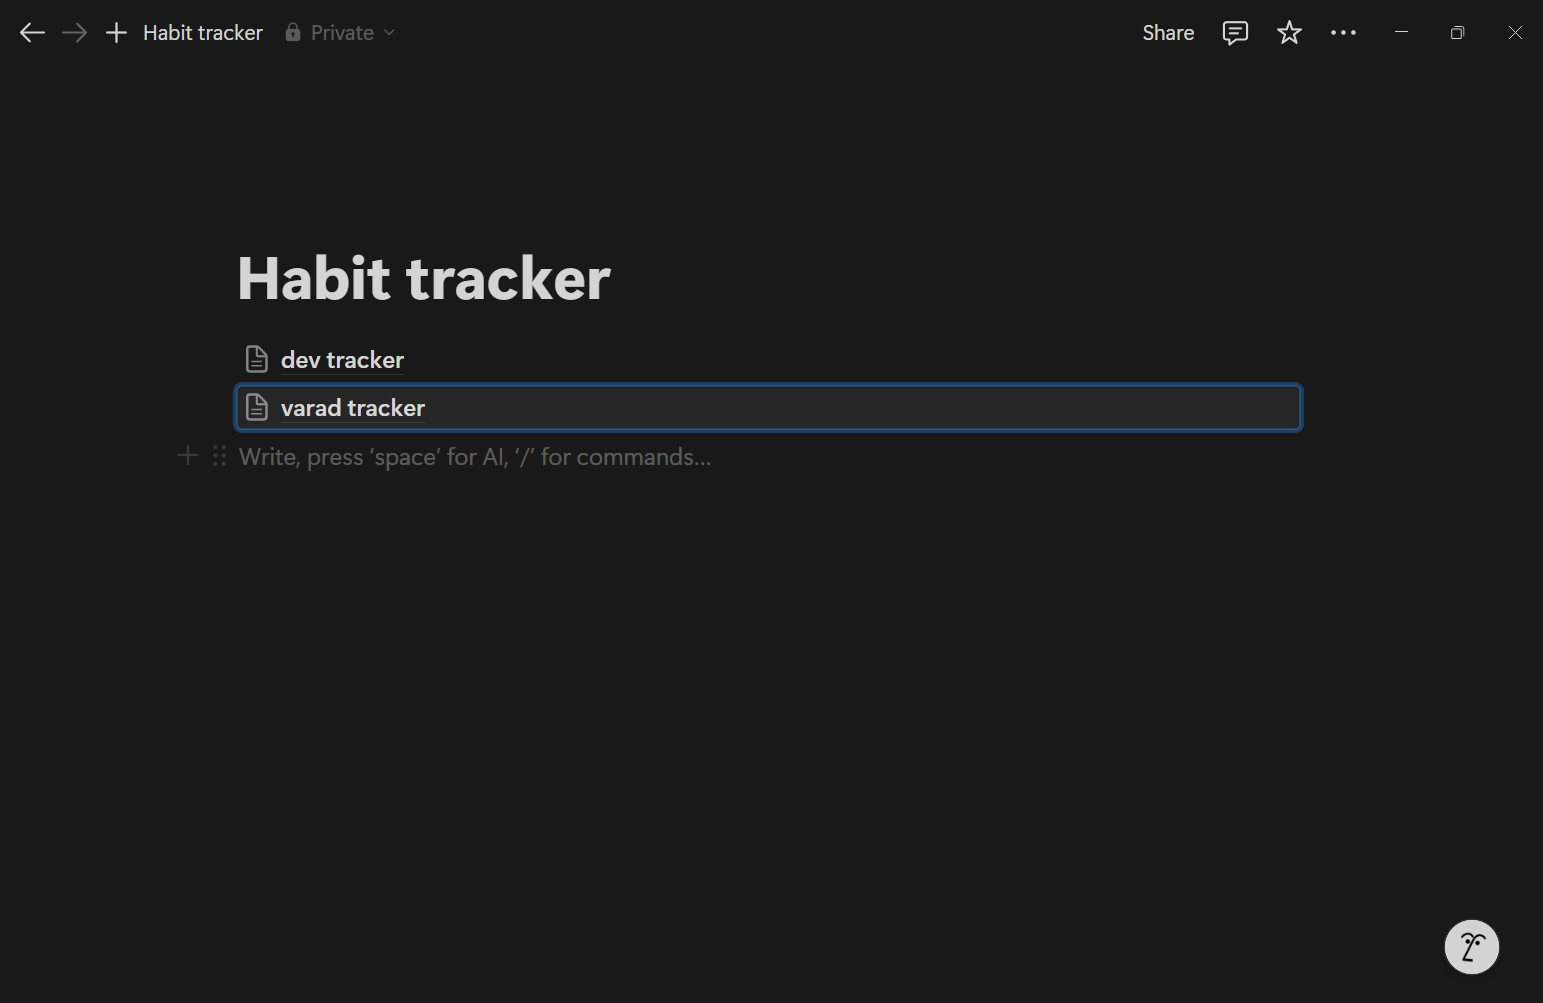 Habit tracker Private Share
Habit tracker
dev tracker
varad tracker
Write, press ‘space’ for AI, ‘/’ for commands...